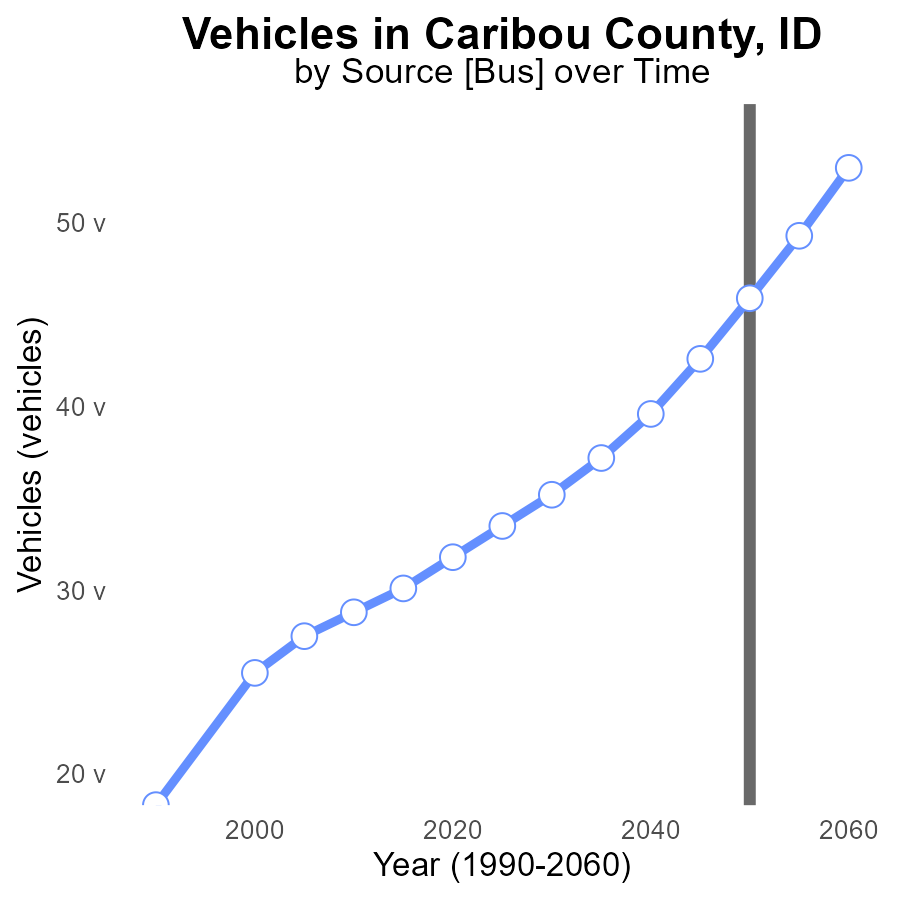 Vehicles in Caribou County, ID
by Source [Bus] over Time
Vehicles (vehicles)
50 v
40 v
30 v
20 v
2000
2020
2040
2060
Year (1990-2060)